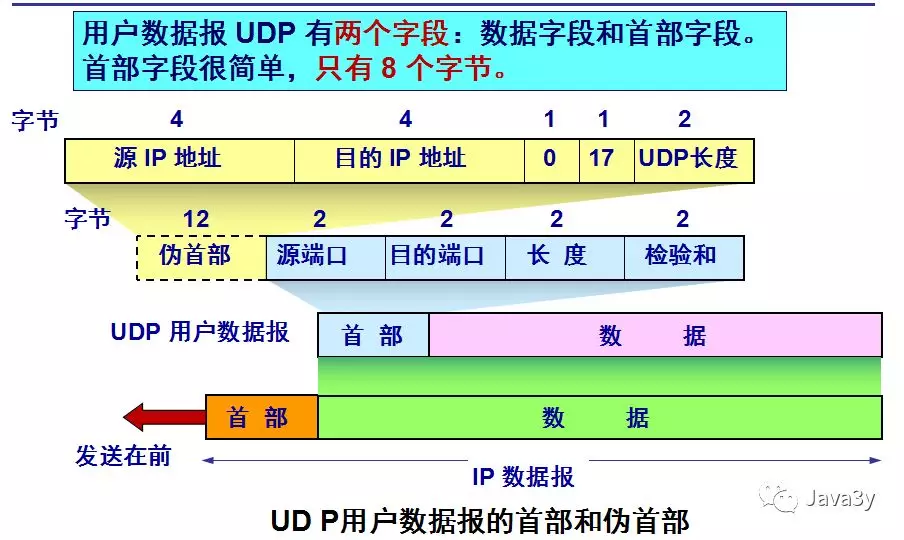 用户数据报 UDP 有两个字段：数据字段和首部字段。
首部字段很简单，只有 8 个字节。
字节 4 4 1 1 2
源 IP 地址 目的 IP 地址 0 17 UDP长度
字节 12 2 2 2 2
伪首部 源端口 目的端口 长 度 检验和
UDP 用户数据报 首 部 数 据
首 部 数 据
发送在前
IP 数据报
Java3y
UD P用户数据报的首部和伪首部